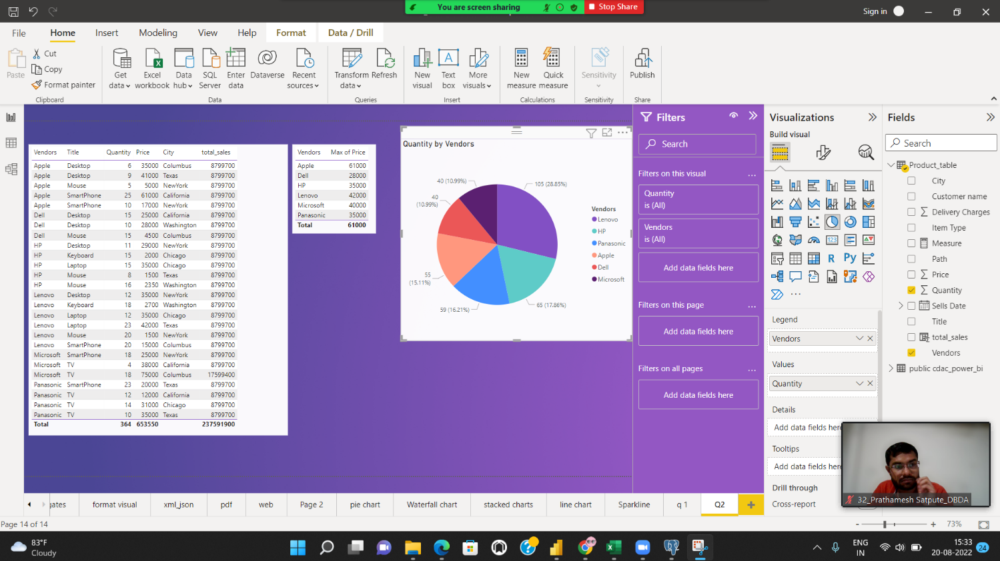 You are screen sharing
Stop Share
Sign in
File Home Insert Modeling View Help Format Data / Drill
Paste
Cut
Copy
Format painter
Clipboard
Get data
Excel workbook
Data hub
SQL Server
Enter data
Dataverse
Recent sources
Data
Transform data
Refresh
Queries
New visual
Text box
More visuals
Insert
New measure
Quick measure
Calculations
Sensitivity
Sensitivity
Publish
Share
Vendors Title Quantity Price City total_sales
Apple Desktop 6 35000 Columbus 8799700
Apple Desktop 9 41000 Texas 8799700
Apple Mouse 5 5000 NewYork 8799700
Apple SmartPhone 25 61000 California 8799700
Apple SmartPhone 10 17000 NewYork 8799700
Dell Desktop 15 25000 California 8799700
Dell Desktop 10 28000 Washington 8799700
Dell Mouse 15 4500 Columbus 8799700
HP Desktop 11 29000 NewYork 8799700
HP Keyboard 15 2000 Chicago 8799700
HP Laptop 15 35000 Chicago 8799700
HP Mouse 8 1500 Texas 8799700
HP Mouse 16 2350 Washington 8799700
Lenovo Desktop 12 35000 NewYork 8799700
Lenovo Keyboard 18 2700 Washington 8799700
Lenovo Laptop 12 35000 Chicago 8799700
Lenovo Laptop 23 42000 Texas 8799700
Lenovo Mouse 20 1500 NewYork 8799700
Lenovo SmartPhone 20 15000 Columbus 8799700
Microsoft SmartPhone 18 25000 NewYork 8799700
Microsoft TV 4 38000 California 8799700
Microsoft TV 18 75000 Columbus 17599400
Panasonic SmartPhone 23 20000 Texas 8799700
Panasonic TV 12 12000 California 8799700
Panasonic TV 14 31000 Chicago 8799700
Panasonic TV 10 35000 Texas 8799700
Total 364 653550 237591900
Vendors Max of Price
Apple 61000
Dell 28000
HP 35000
Lenovo 42000
Microsoft 40000
Panasonic 35000
Total 61000
Quantity by Vendors
40 (10.99%)
105 (28.85%)
40
(10.99%)
55
(15.11%)
59 (16.21%)
65 (17.86%)
Vendors
Lenovo
HP
Panasonic
Apple
Dell
Microsoft
Filters
Search
Filters on this visual ...
Quantity
is (All)
Vendors
is (All)
Add data fields here
Filters on this page ...
Add data fields here
Filters on all pages ...
Add data fields here
Visualizations
Build visual
R Py
123
...
Legend
Vendors
Values
Quantity
Details
Add data fields here
Tooltips
Add data fields here
Drill through
Cross-report
Fields
Search
Product_table
City
Customer name
Delivery Charges
Item Type
Measure
Path
Price
Quantity
Sells Date
Title
total_sales
Vendors
public cdac_power_bi
32_Prathamesh Satpute_DBDA
gates format visual xml_json pdf web Page 2 pie chart Waterfall chart stacked charts line chart Sparkline q 1 Q2 +
Page 14 of 14
- + 73%
83°F
Cloudy
ENG
IN
15:33
20-08-2022
24